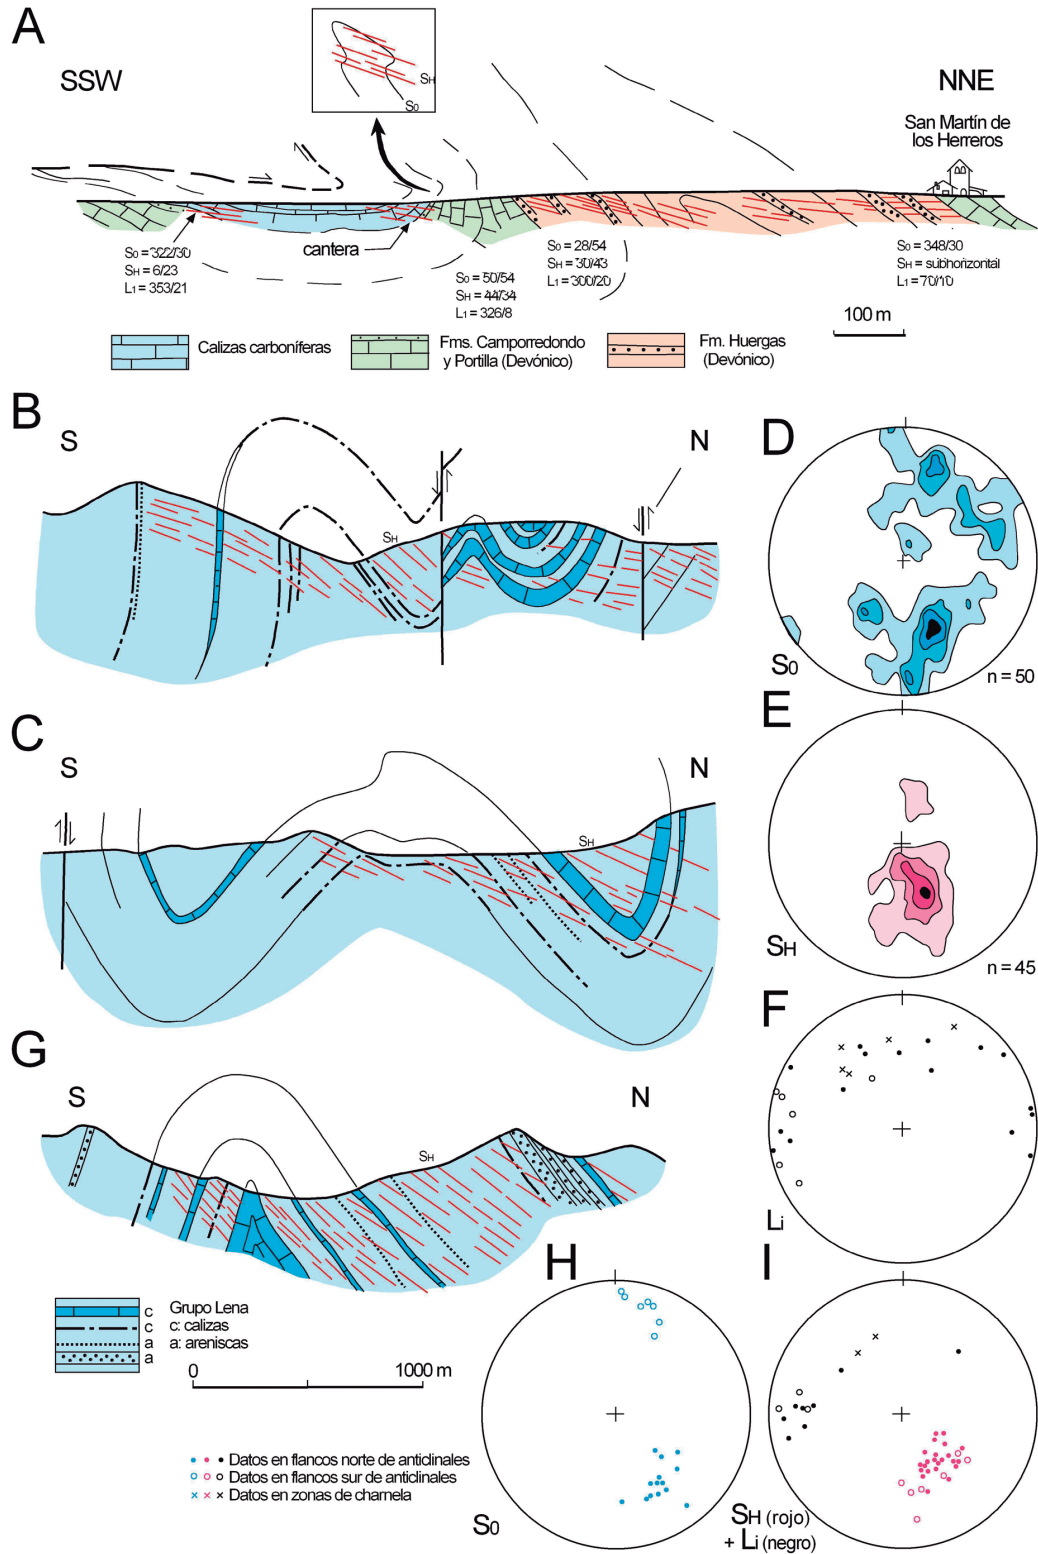 A
SSW
NNE
SH
S0
San Martín de
los Herreros
cantera
S0 = 322/30
SH = 6/23
L1 = 353/21
S0 = 50/54
SH = 44/34
L1 = 326/8
S0 = 28/54
SH = 30/43
L1 = 300/20
S0 = 348/30
SH = subhorizontal
L1 = 70/10
100 m
Calizas carboníferas
Fms. Camporredondo
y Portilla (Devónico)
Fm. Huergas
(Devónico)
B
S
N
SH
D
S0
n = 50
C
S
N
SH
E
SH
n = 45
F
Li
G
S
N
SH
c
c
a
a
Grupo Lena
c: calizas
a: areniscas
0
1000 m
Datos en flancos norte de anticlinales
Datos en flancos sur de anticlinales
Datos en zonas de charnela
H
S0
I
SH (rojo)
+ Li (negro)